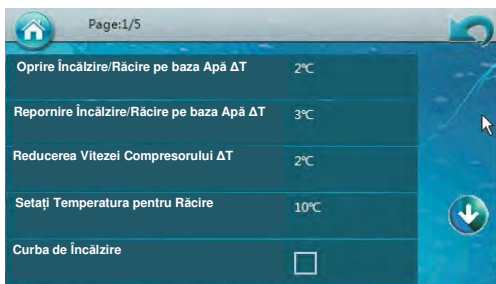 Page:1/5
Oprire Încălzire/Răcire pe baza Apă ΔT 2℃
Repornire Încălzire/Răcire pe baza Apă ΔT 3℃
Reducerea Vitezei Compresorului ΔT 2℃
Setați Temperatura pentru Răcire 10℃
Curba de Încălzire